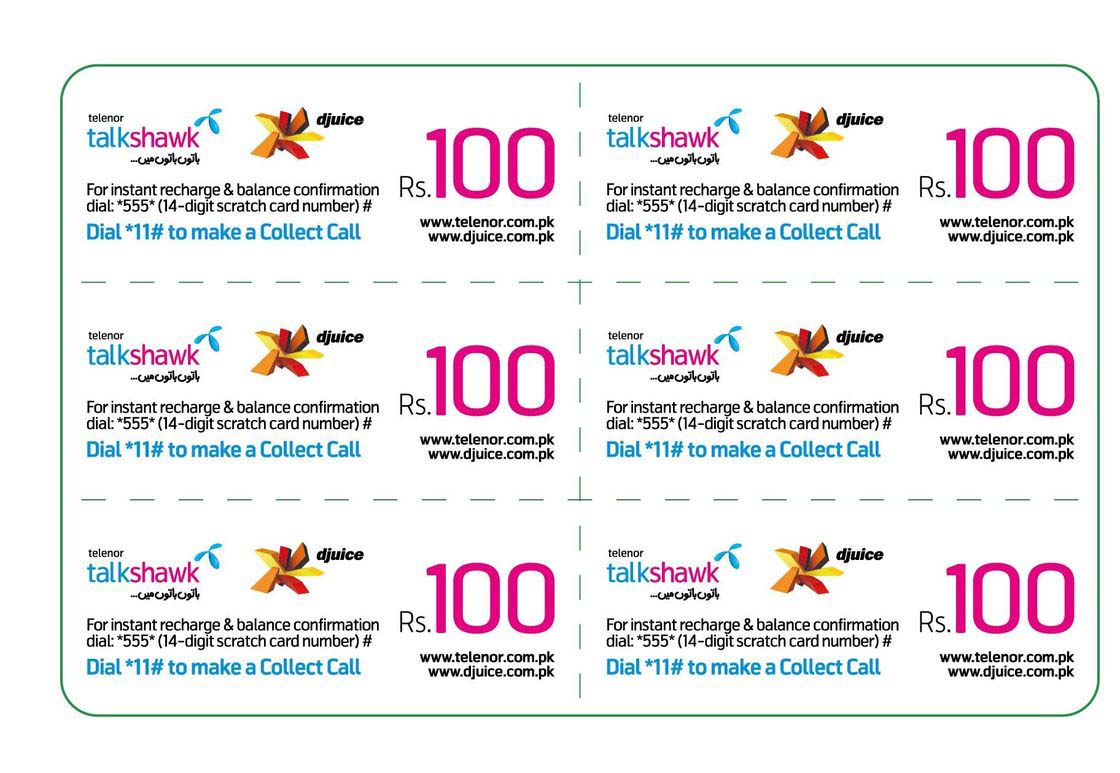 telenor
talkshawk
باتوں باتوں میں...
djuice
Rs.100
For instant recharge & balance confirmation
dial: *555* (14-digit scratch card number) #
Dial *11# to make a Collect Call
www.telenor.com.pk
www.djuice.com.pk
telenor
talkshawk
باتوں باتوں میں...
djuice
Rs.100
For instant recharge & balance confirmation
dial: *555* (14-digit scratch card number) #
Dial *11# to make a Collect Call
www.telenor.com.pk
www.djuice.com.pk
telenor
talkshawk
باتوں باتوں میں...
djuice
Rs.100
For instant recharge & balance confirmation
dial: *555* (14-digit scratch card number) #
Dial *11# to make a Collect Call
www.telenor.com.pk
www.djuice.com.pk
telenor
talkshawk
باتوں باتوں میں...
djuice
Rs.100
For instant recharge & balance confirmation
dial: *555* (14-digit scratch card number) #
Dial *11# to make a Collect Call
www.telenor.com.pk
www.djuice.com.pk
telenor
talkshawk
باتوں باتوں میں...
djuice
Rs.100
For instant recharge & balance confirmation
dial: *555* (14-digit scratch card number) #
Dial *11# to make a Collect Call
www.telenor.com.pk
www.djuice.com.pk
telenor
talkshawk
باتوں باتوں میں...
djuice
Rs.100
For instant recharge & balance confirmation
dial: *555* (14-digit scratch card number) #
Dial *11# to make a Collect Call
www.telenor.com.pk
www.djuice.com.pk